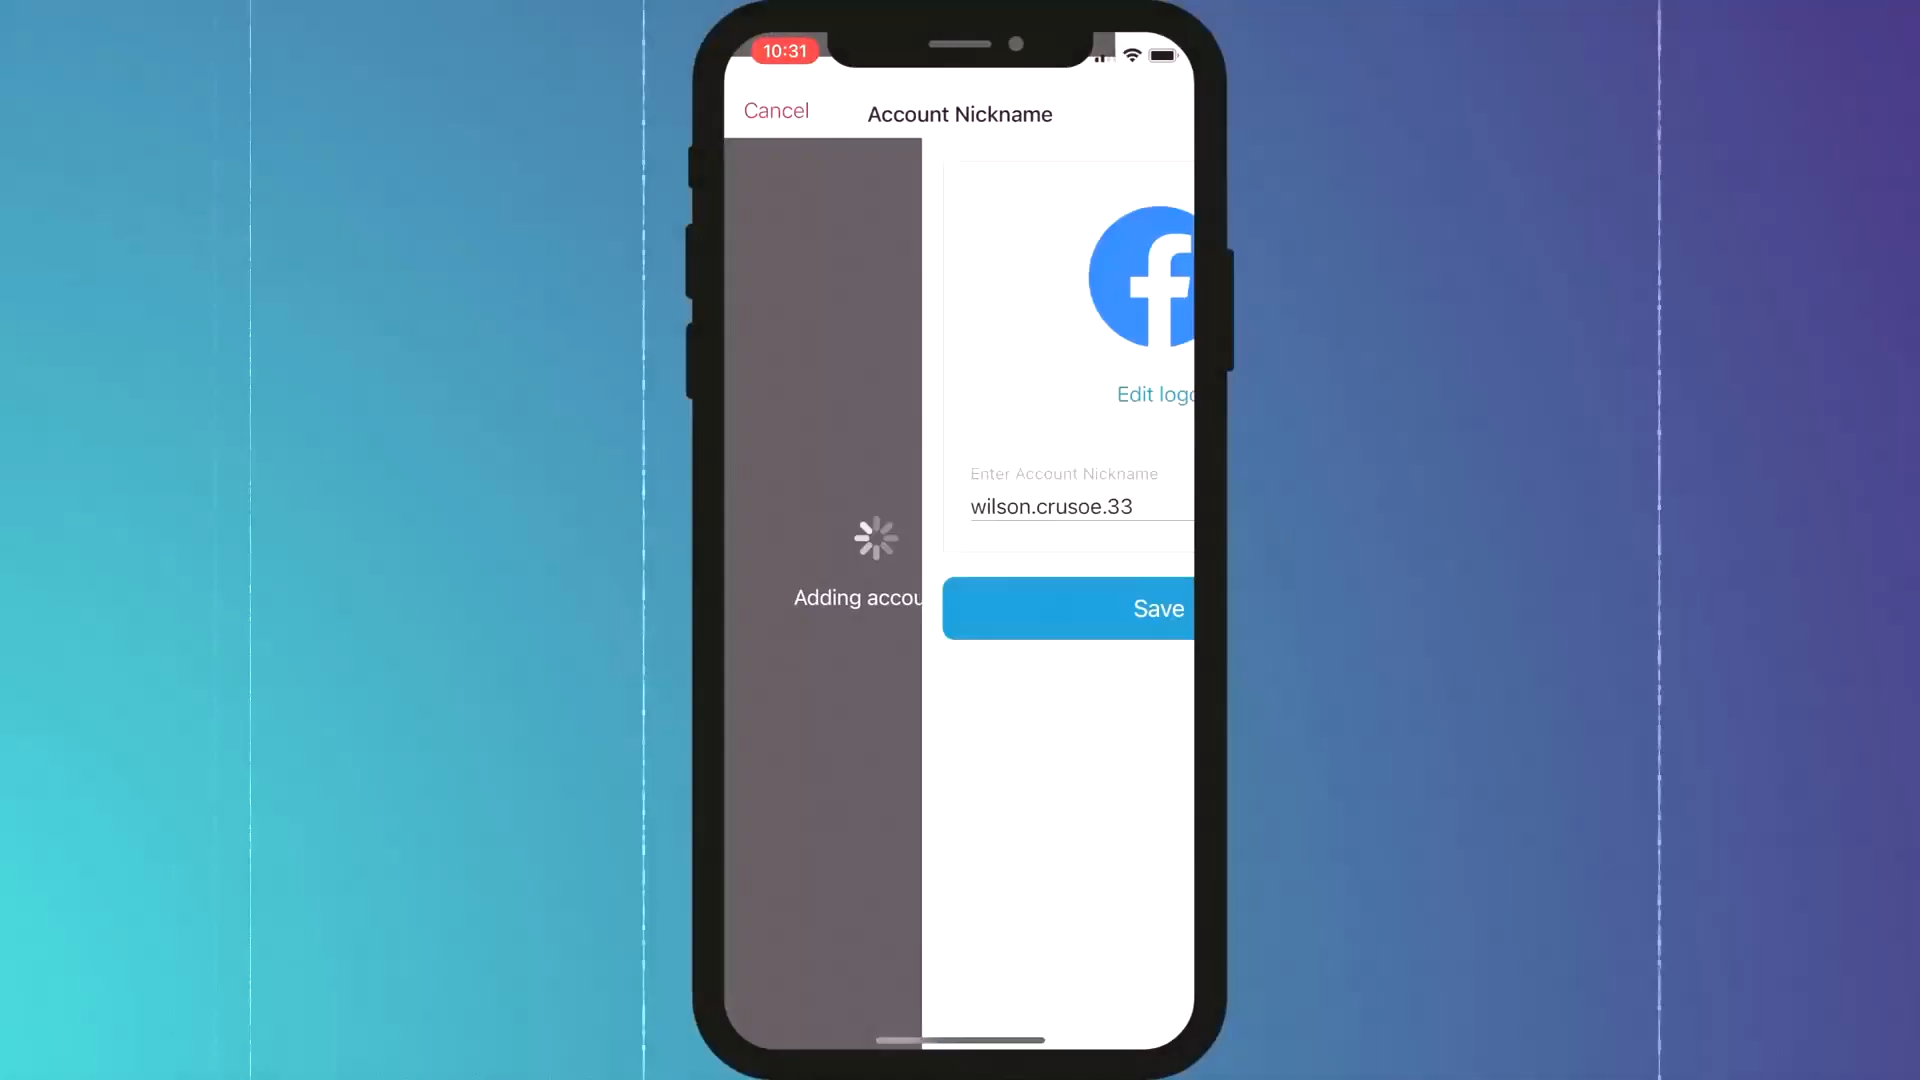 10:31
Cancel
Account Nickname
Edit logo
Enter Account Nickname
wilson.crusoe.33
Adding accou
Save